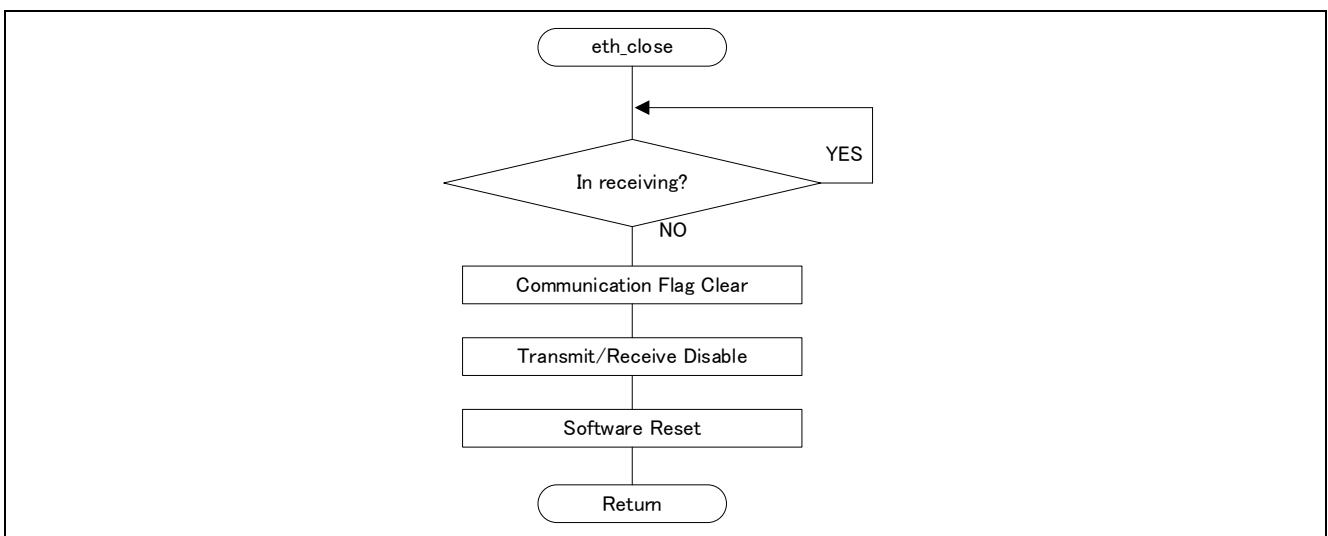 eth_close
YES
In receiving?
NO
Communication Flag Clear
Transmit/Receive Disable
Software Reset
Return